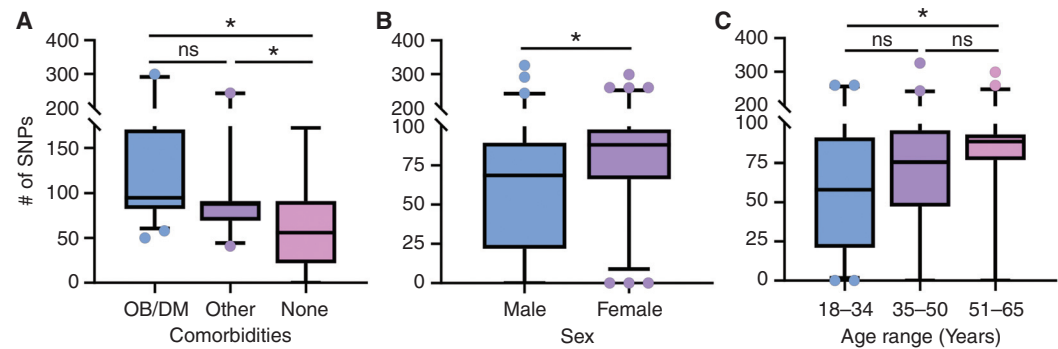 A
# of SNPs
400
300
200
150
100
50
0
*
ns
*
OB/DM Other None
Comorbidities
B
400
300
200
100
75
50
25
0
*
Male Female
Sex
C
400
300
200
100
75
50
25
0
*
ns ns
18–34 35–50 51–65
Age range (Years)